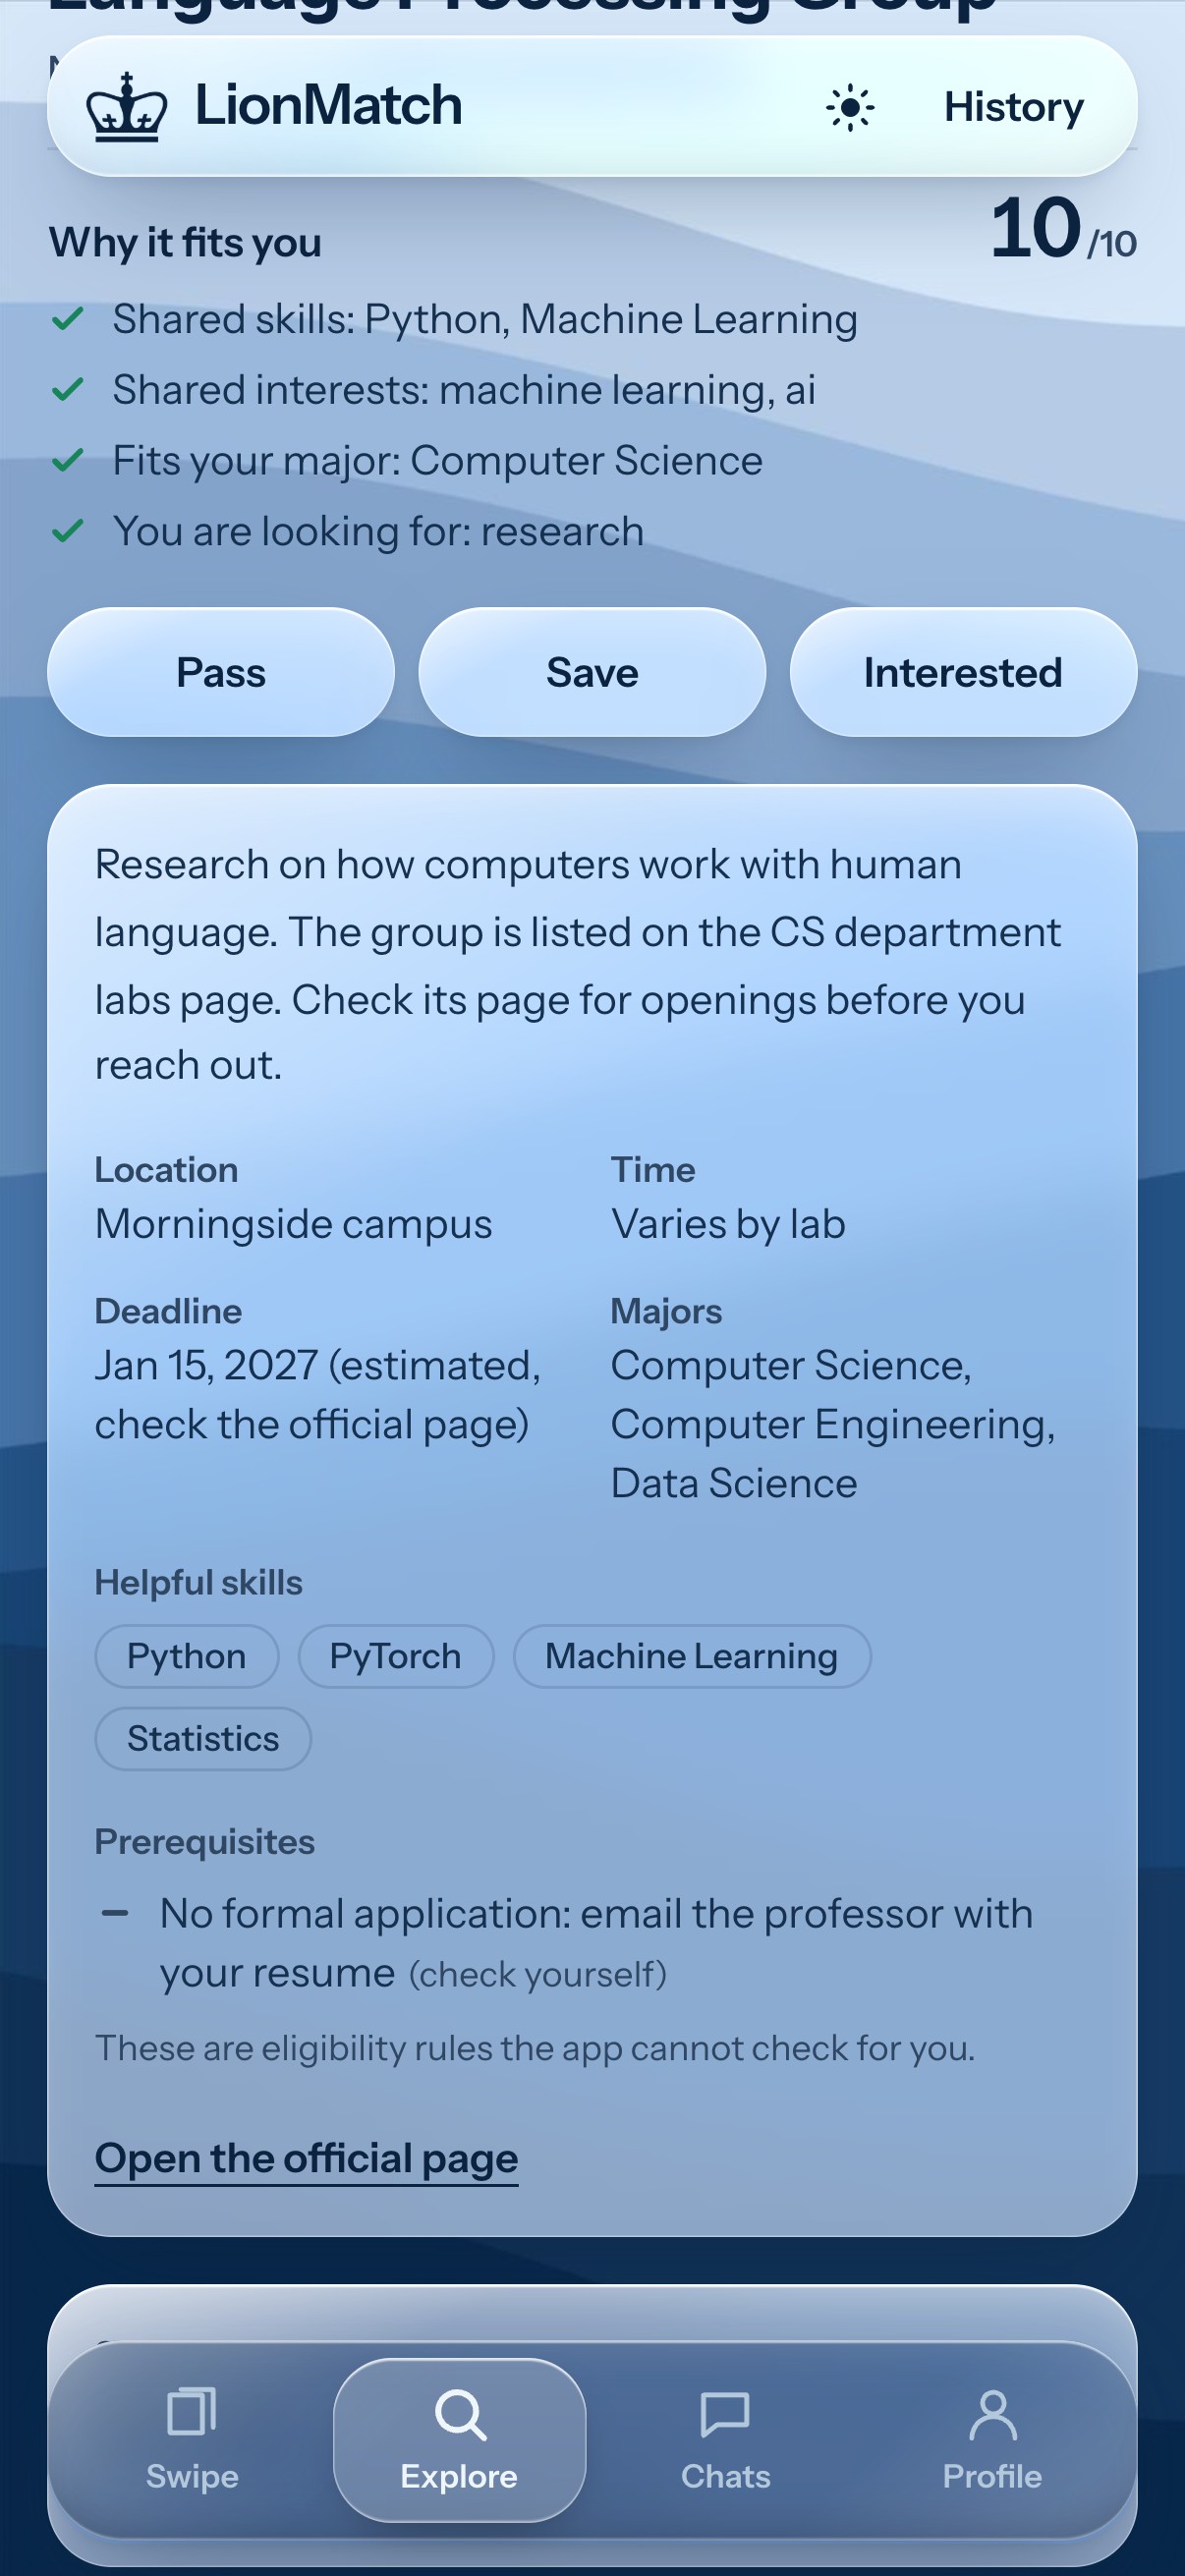 Language Processing Group
LionMatch
History
Why it fits you
10/10
Shared skills: Python, Machine Learning
Shared interests: machine learning, ai
Fits your major: Computer Science
You are looking for: research
Pass
Save
Interested
Research on how computers work with human
language. The group is listed on the CS department
labs page. Check its page for openings before you
reach out.
Location
Morningside campus
Time
Varies by lab
Deadline
Jan 15, 2027 (estimated,
check the official page)
Majors
Computer Science,
Computer Engineering,
Data Science
Helpful skills
Python
PyTorch
Machine Learning
Statistics
Prerequisites
– No formal application: email the professor with
your resume (check yourself)
These are eligibility rules the app cannot check for you.
Open the official page
Swipe
Explore
Chats
Profile